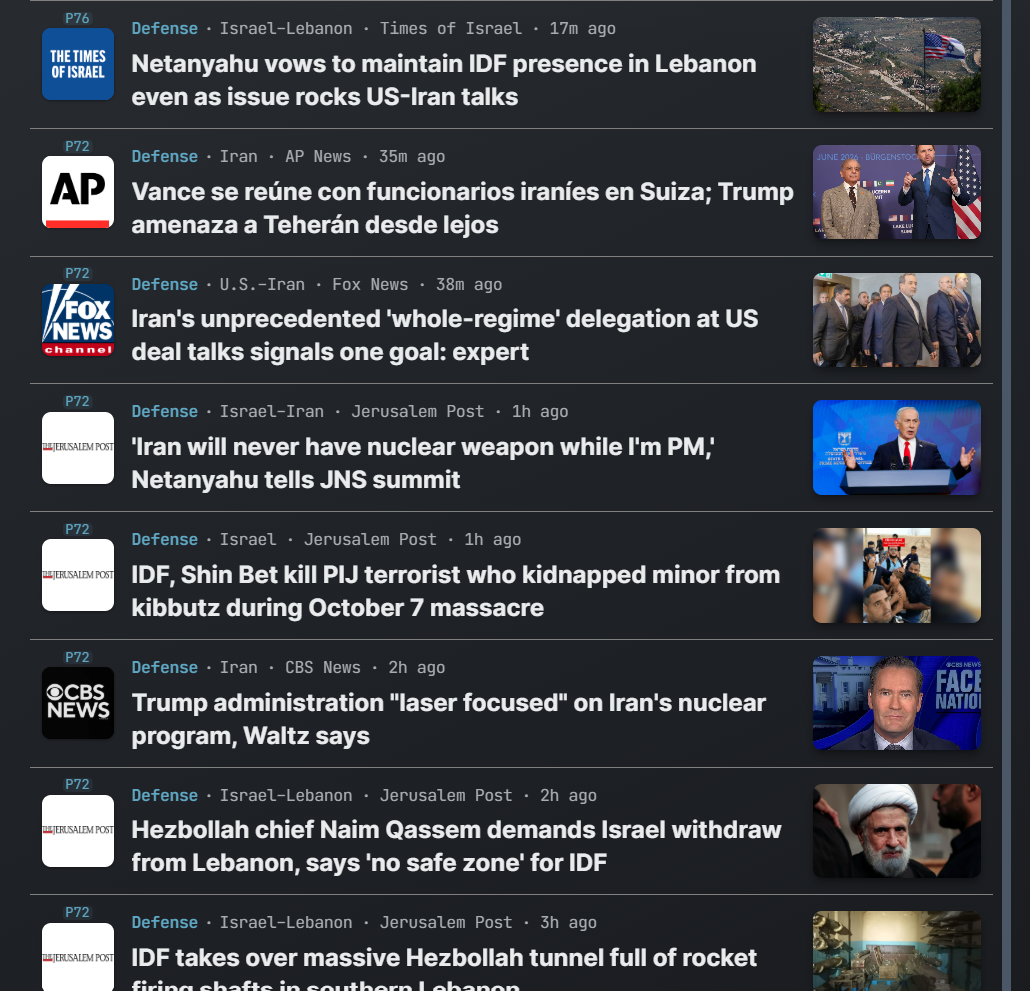 P76
THE TIMES
OF ISRAEL
Defense · Israel–Lebanon · Times of Israel · 17m ago
Netanyahu vows to maintain IDF presence in Lebanon
even as issue rocks US-Iran talks
P72
AP
Defense · Iran · AP News · 35m ago
Vance se reúne con funcionarios iraníes en Suiza; Trump
amenaza a Teherán desde lejos
JUNE 2026 · BÜRGENSTOCK
P72
FOX
NEWS
channel
Defense · U.S.–Iran · Fox News · 38m ago
Iran's unprecedented 'whole-regime' delegation at US
deal talks signals one goal: expert
P72
THE JERUSALEM POST
Defense · Israel–Iran · Jerusalem Post · 1h ago
'Iran will never have nuclear weapon while I'm PM,'
Netanyahu tells JNS summit
P72
THE JERUSALEM POST
Defense · Israel · Jerusalem Post · 1h ago
IDF, Shin Bet kill PIJ terrorist who kidnapped minor from
kibbutz during October 7 massacre
P72
CBS
NEWS
Defense · Iran · CBS News · 2h ago
Trump administration "laser focused" on Iran's nuclear
program, Waltz says
CBS NEWS
FACE
NATION
P72
THE JERUSALEM POST
Defense · Israel–Lebanon · Jerusalem Post · 2h ago
Hezbollah chief Naim Qassem demands Israel withdraw
from Lebanon, says 'no safe zone' for IDF
P72
THE JERUSALEM POST
Defense · Israel–Lebanon · Jerusalem Post · 3h ago
IDF takes over massive Hezbollah tunnel full of rocket
firing shafts in southern Lebanon